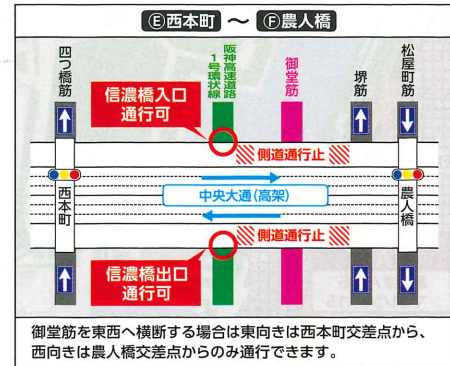 Ⓔ西本町 ～ Ⓕ農人橋
四つ橋筋
阪神高速道路
1号環状線
御堂筋
堺筋
松屋町筋
信濃橋入口
通行可
側道通行止
西本町
中央大通(高架)
農人橋
側道通行止
信濃橋出口
通行可
御堂筋を東西へ横断する場合は東向きは西本町交差点から、
西向きは農人橋交差点からのみ通行できます。